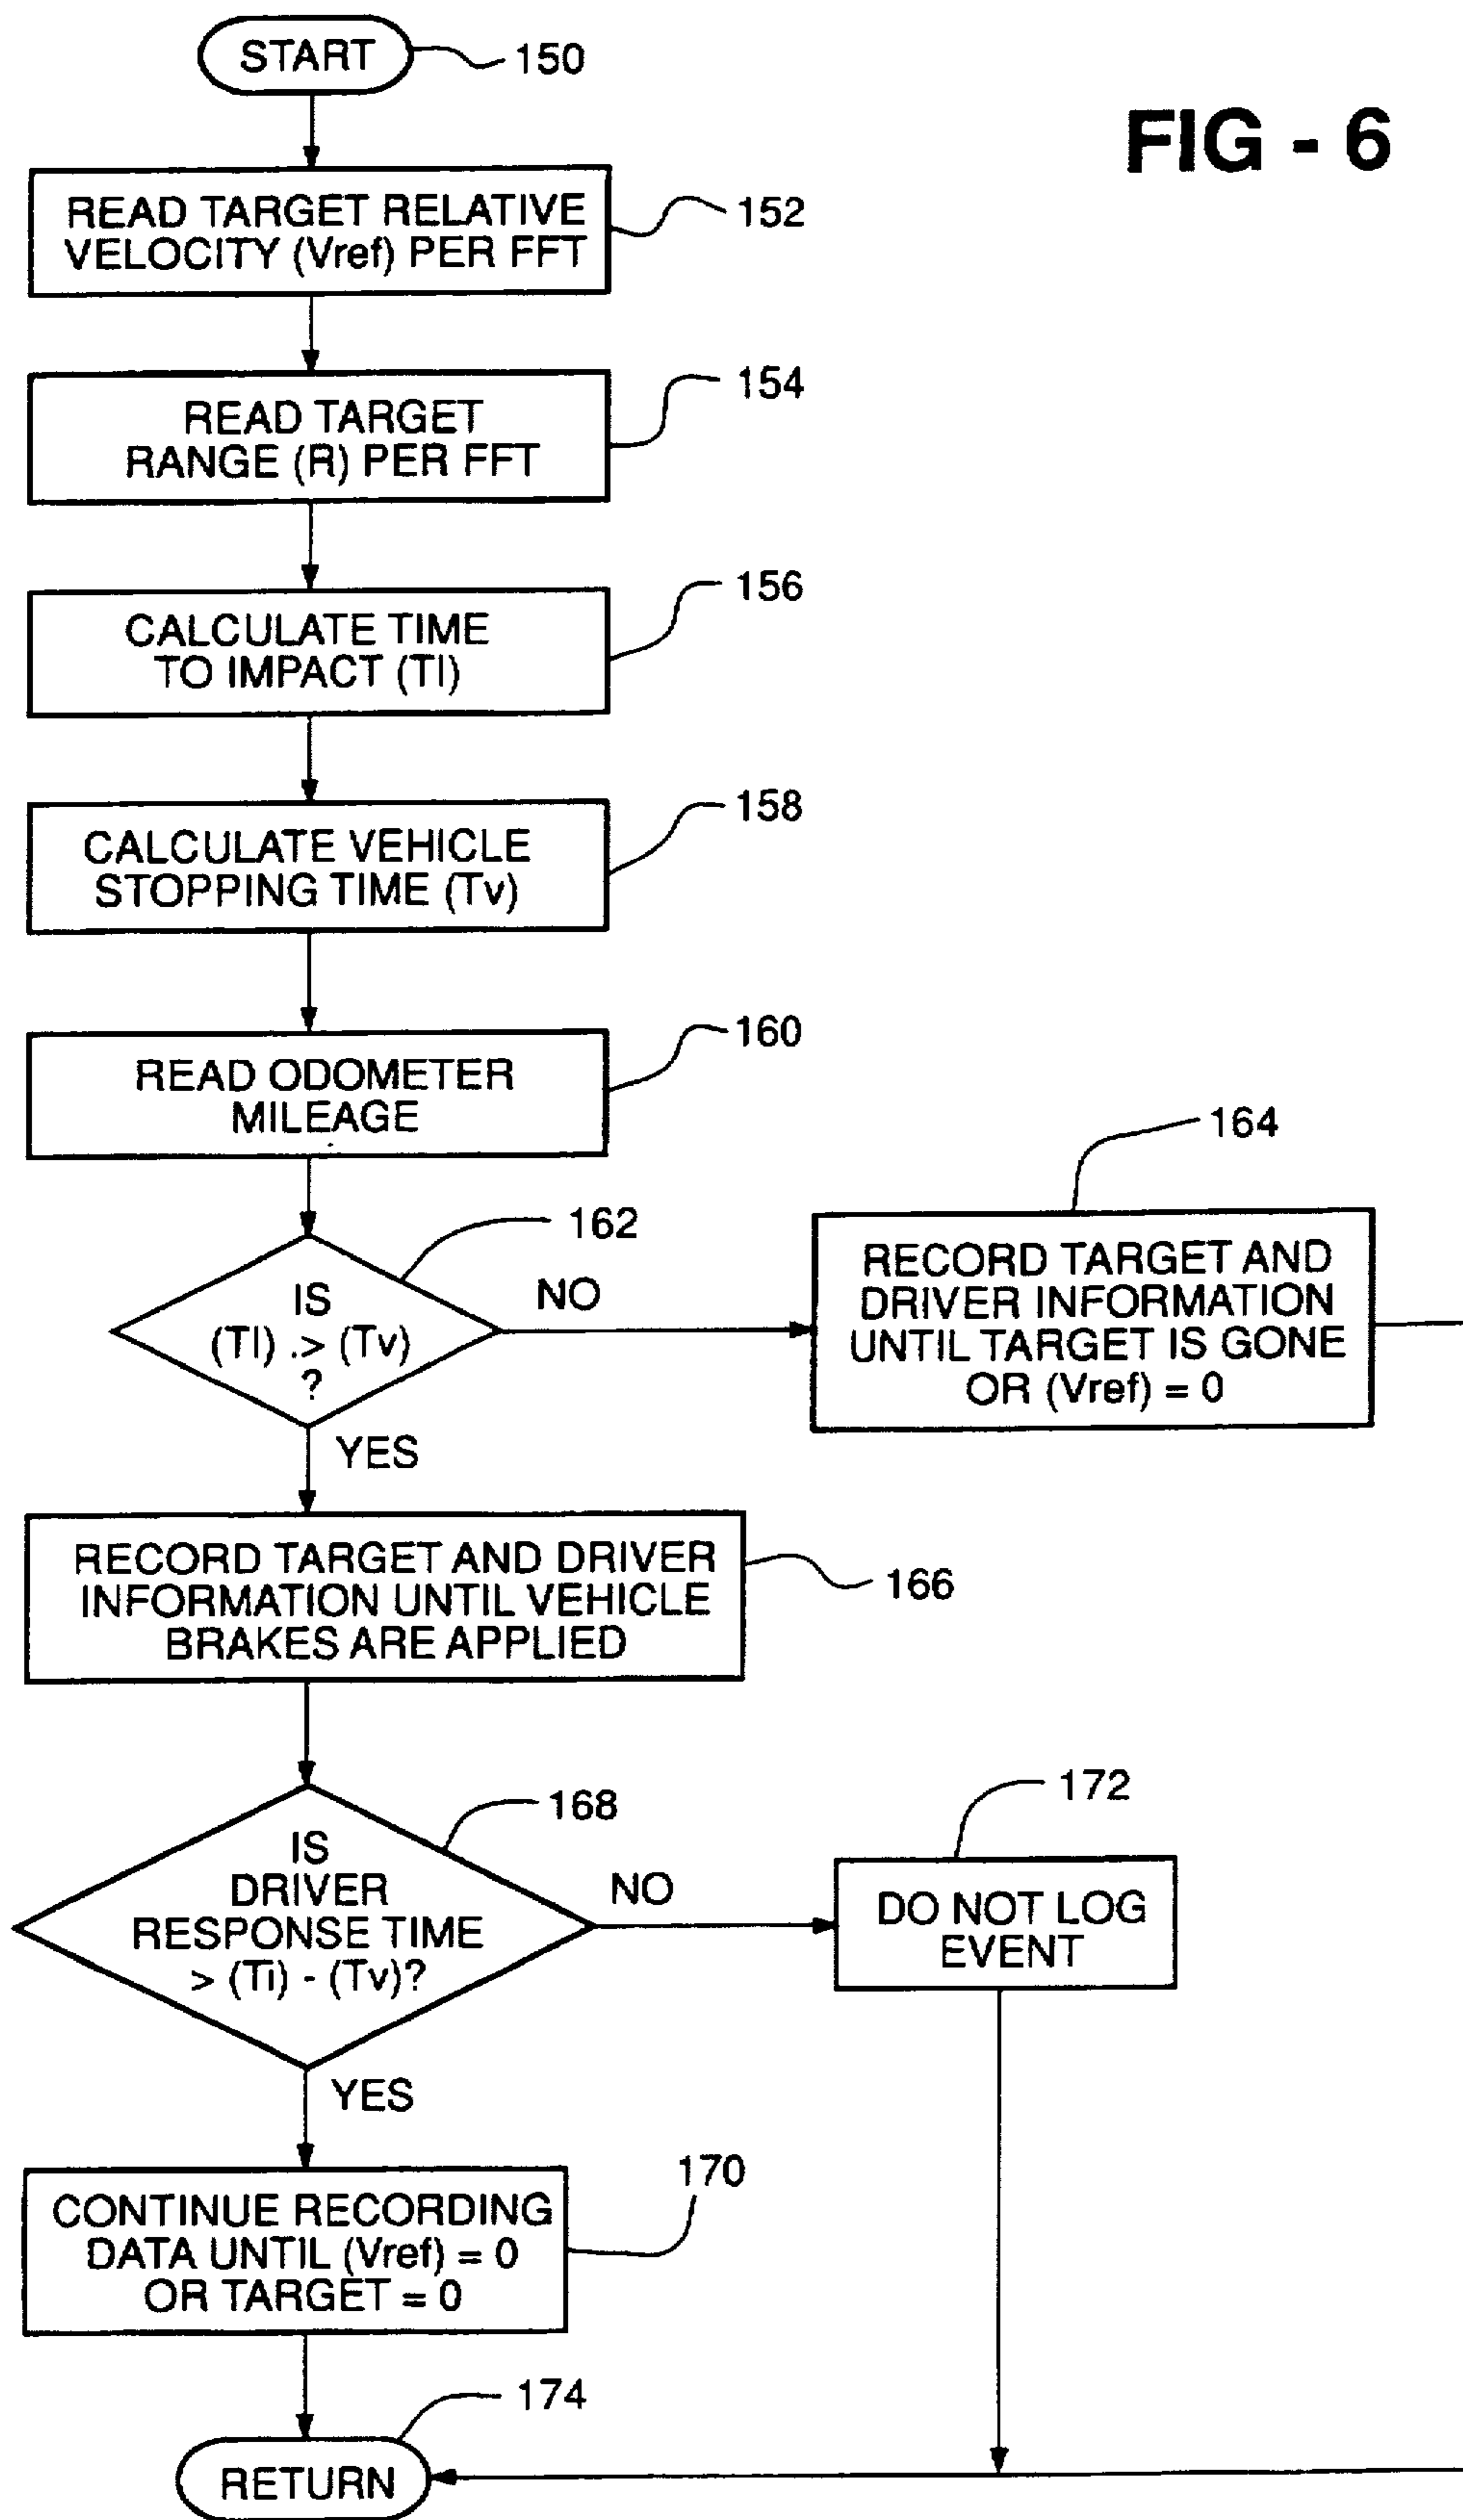 START
150
FIG - 6
READ TARGET RELATIVE
VELOCITY (Vref) PER FFT
152
READ TARGET
RANGE (R) PER FFT
154
CALCULATE TIME
TO IMPACT (TI)
156
CALCULATE VEHICLE
STOPPING TIME (Tv)
158
READ ODOMETER
MILEAGE
160
IS
(TI) > (Tv)
?
162
NO
YES
RECORD TARGET AND
DRIVER INFORMATION
UNTIL TARGET IS GONE
OR (Vref) = 0
164
RECORD TARGET AND DRIVER
INFORMATION UNTIL VEHICLE
BRAKES ARE APPLIED
166
IS
DRIVER
RESPONSE TIME
> (Ti) - (Tv)?
168
NO
YES
DO NOT LOG
EVENT
172
CONTINUE RECORDING
DATA UNTIL (Vref) = 0
OR TARGET = 0
170
RETURN
174